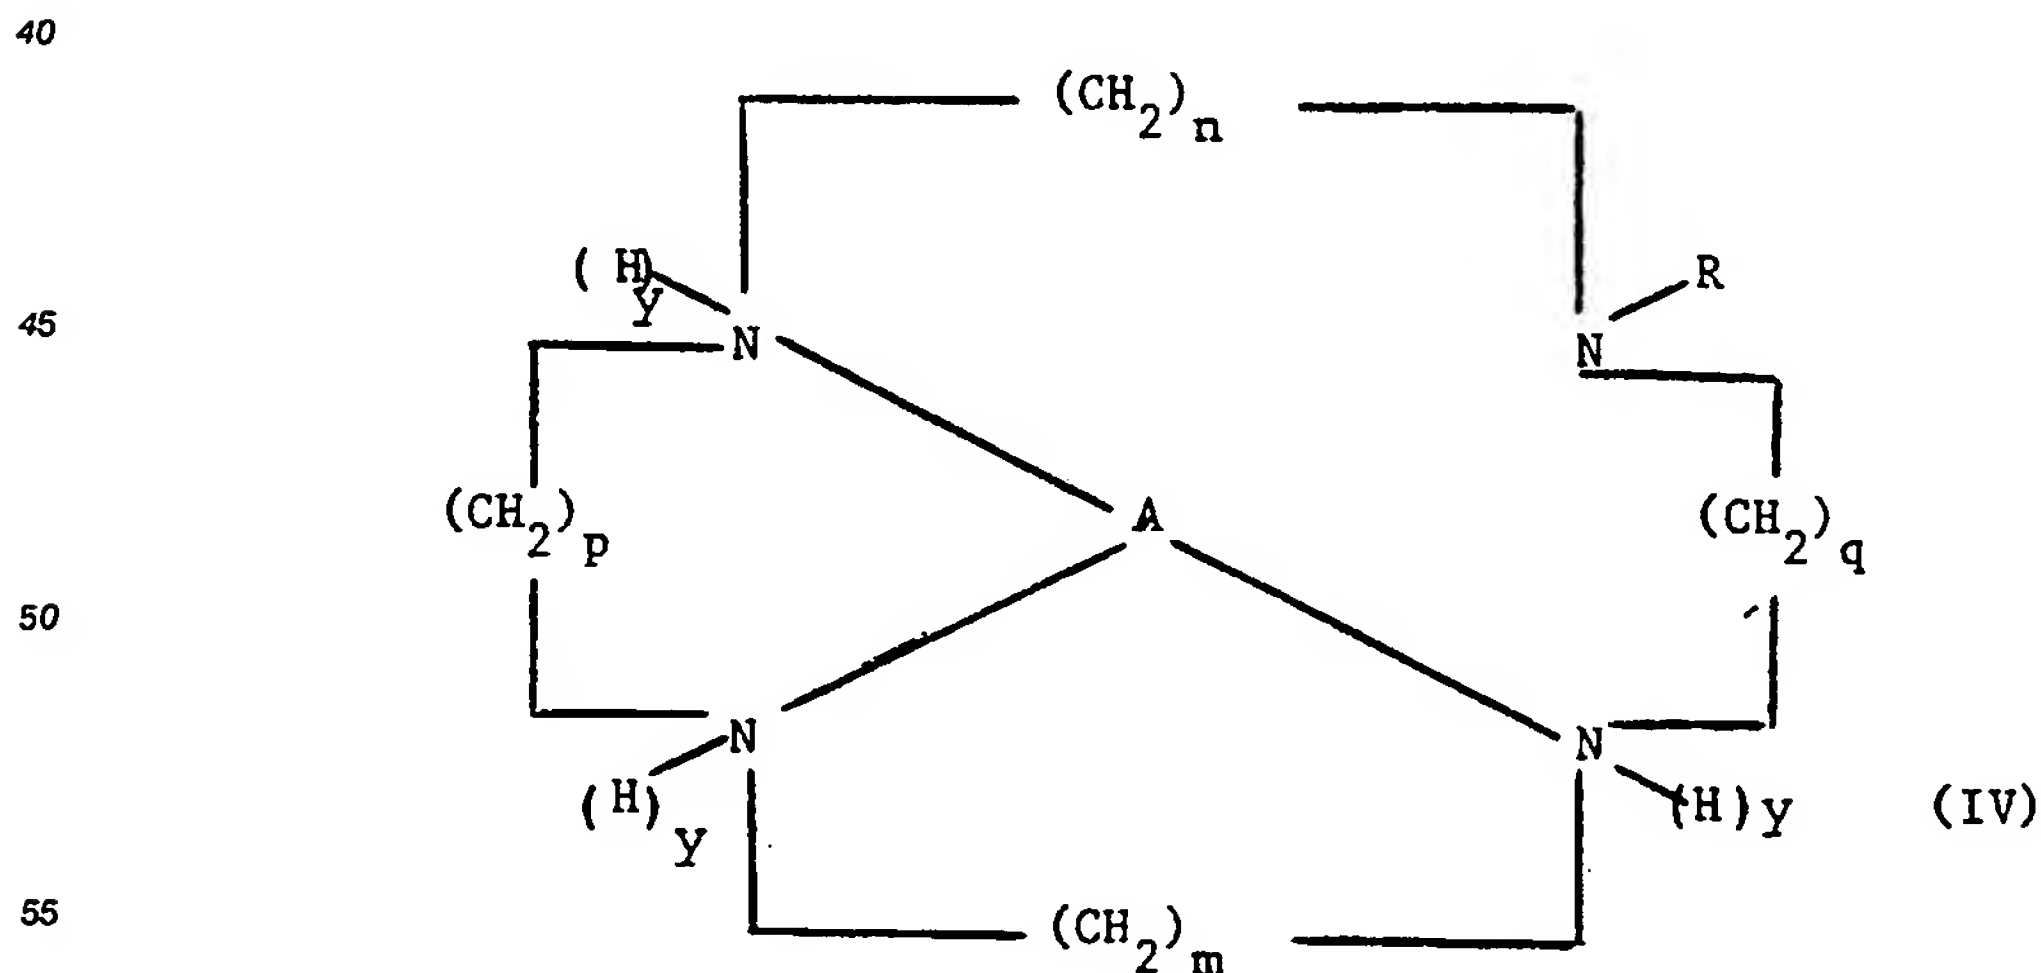 40
(CH2)n
(H)y R
45
N N
(CH2)p A (CH2)q
50
N N
(H)y (H)y (IV)
55
(CH2)m